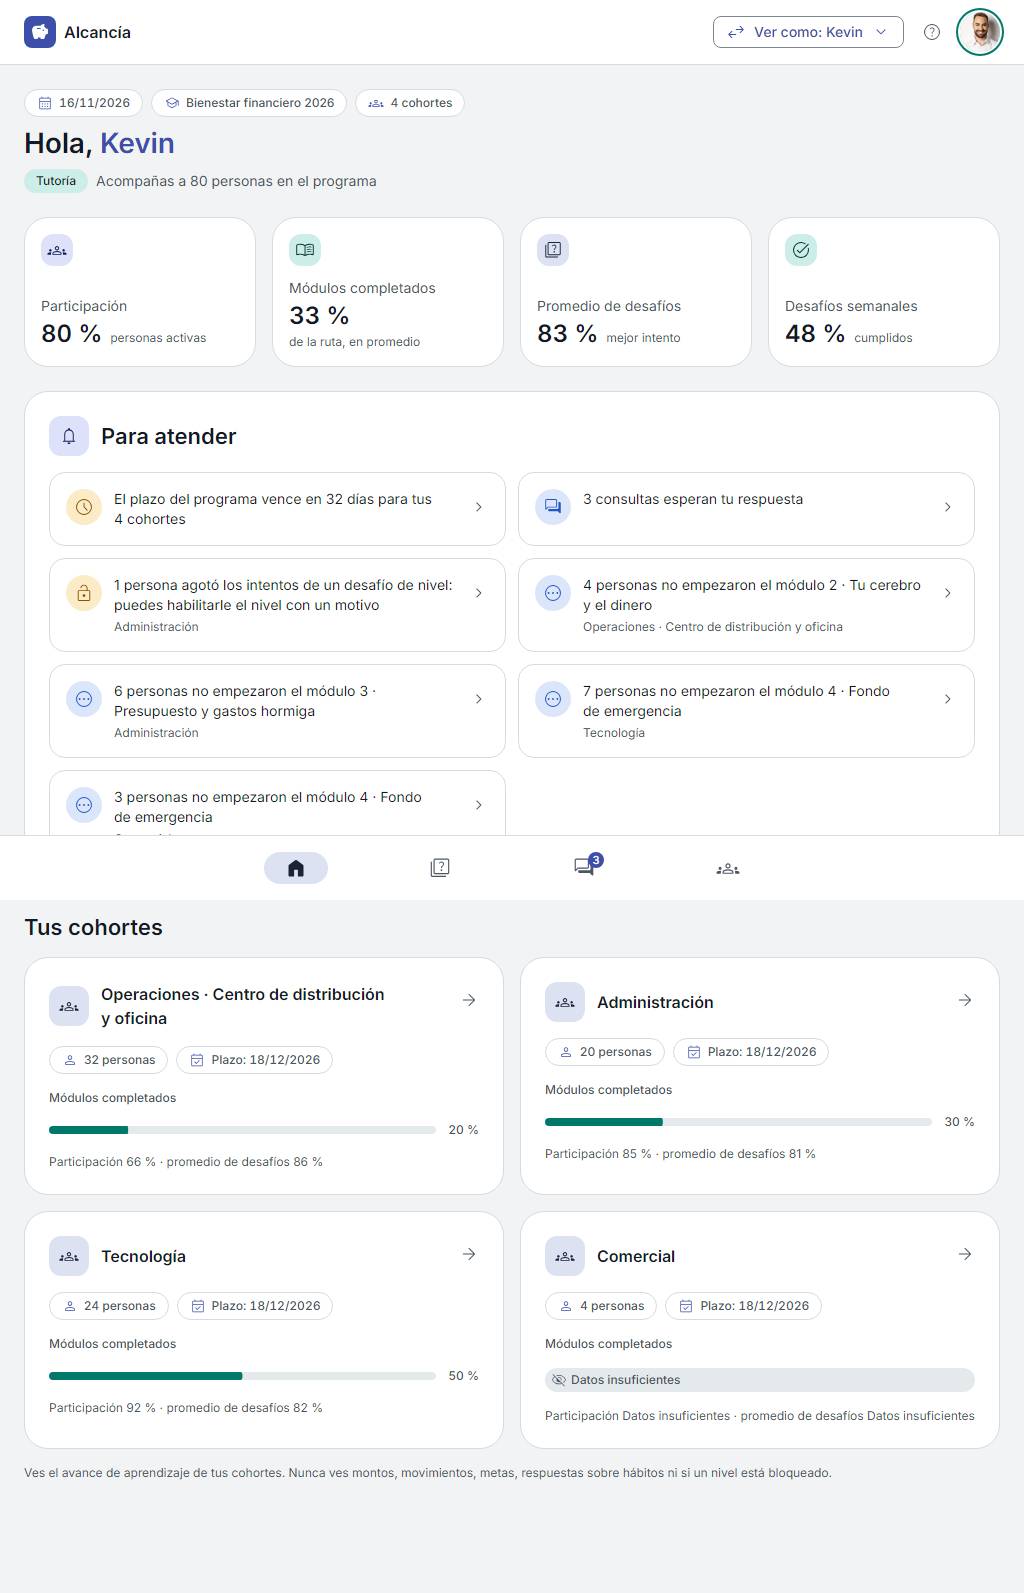 Alcancía
Ver como: Kevin
16/11/2026
Bienestar financiero 2026
4 cohortes
Hola, Kevin
Tutoría
Acompañas a 80 personas en el programa
Participación
80 % personas activas
Módulos completados
33 %
de la ruta, en promedio
Promedio de desafíos
83 % mejor intento
Desafíos semanales
48 % cumplidos
Para atender
El plazo del programa vence en 32 días para tus
4 cohortes
3 consultas esperan tu respuesta
1 persona agotó los intentos de un desafío de nivel:
puedes habilitarle el nivel con un motivo
Administración
4 personas no empezaron el módulo 2 · Tu cerebro
y el dinero
Operaciones · Centro de distribución y oficina
6 personas no empezaron el módulo 3 ·
Presupuesto y gastos hormiga
Administración
7 personas no empezaron el módulo 4 · Fondo
de emergencia
Tecnología
3 personas no empezaron el módulo 4 · Fondo
de emergencia
3
Tus cohortes
Operaciones · Centro de distribución
y oficina
32 personas
Plazo: 18/12/2026
Módulos completados
20 %
Participación 66 % · promedio de desafíos 86 %
Administración
20 personas
Plazo: 18/12/2026
Módulos completados
30 %
Participación 85 % · promedio de desafíos 81 %
Tecnología
24 personas
Plazo: 18/12/2026
Módulos completados
50 %
Participación 92 % · promedio de desafíos 82 %
Comercial
4 personas
Plazo: 18/12/2026
Módulos completados
Datos insuficientes
Participación Datos insuficientes · promedio de desafíos Datos insuficientes
Ves el avance de aprendizaje de tus cohortes. Nunca ves montos, movimientos, metas, respuestas sobre hábitos ni si un nivel está bloqueado.